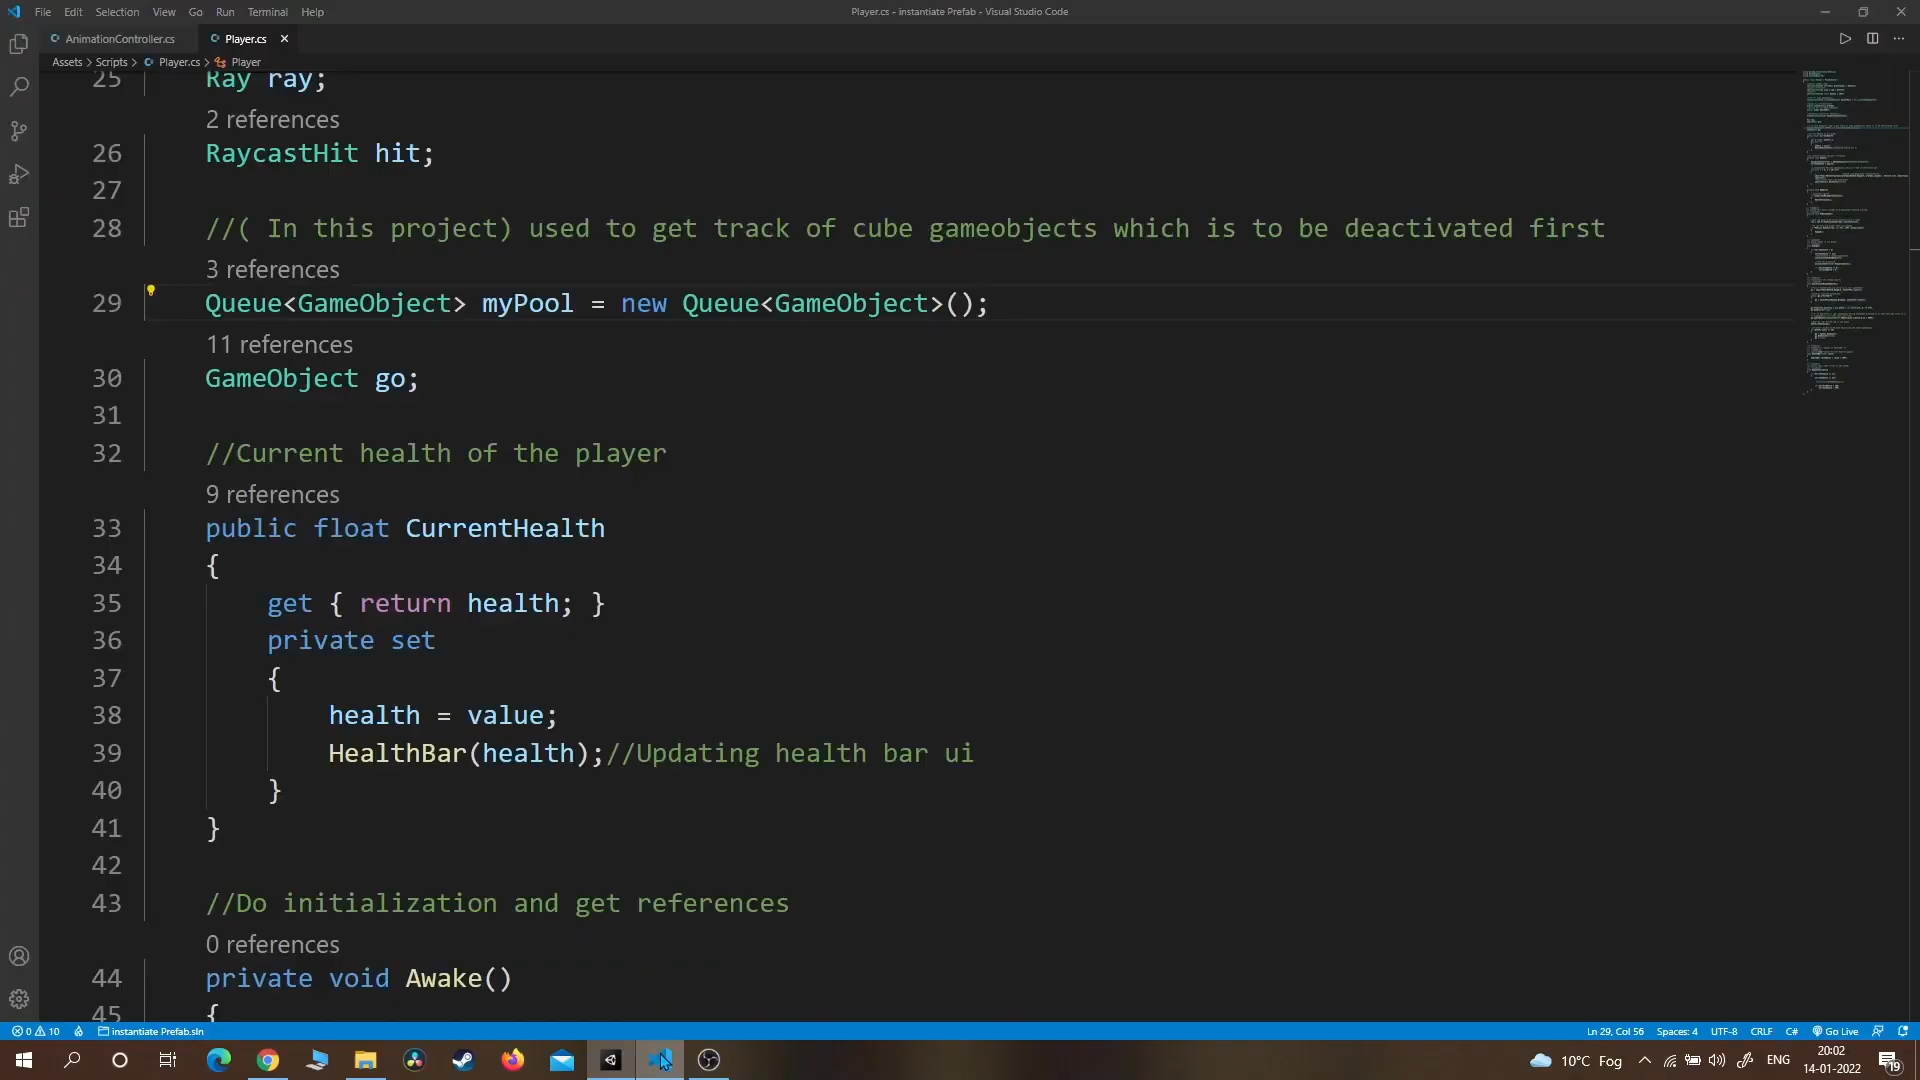 File Edit Selection View Go Run Terminal Help
Player.cs - instantiate Prefab - Visual Studio Code
AnimationController.cs
Player.cs
Assets > Scripts > Player.cs > Player
25 Ray ray;
2 references
26 RaycastHit hit;
27
28 //( In this project) used to get track of cube gameobjects which is to be deactivated first
3 references
29 Queue<GameObject> myPool = new Queue<GameObject>();
11 references
30 GameObject go;
31
32 //Current health of the player
9 references
33 public float CurrentHealth
34 {
35 get { return health; }
36 private set
37 {
38 health = value;
39 HealthBar(health);//Updating health bar ui
40 }
41 }
42
43 //Do initialization and get references
0 references
44 private void Awake()
45 {
0 10 instantiate Prefab.sln
Ln 29, Col 56 Spaces: 4 UTF-8 CRLF C# Go Live
10°C Fog
ENG
20:02
14-01-2022
19